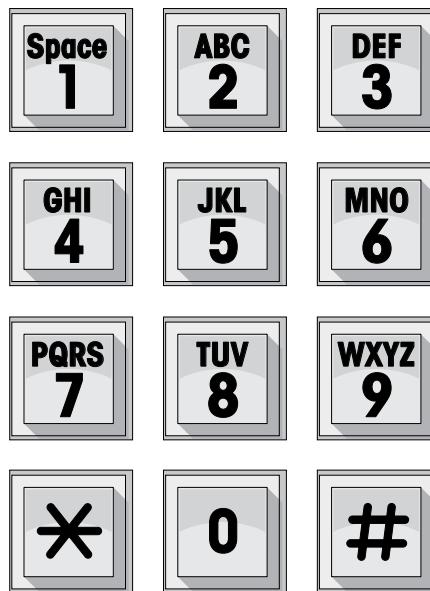 Space ABC DEF
1 2 3
GHI JKL MNO
4 5 6
PQRS TUV WXYZ
7 8 9
* 0 #